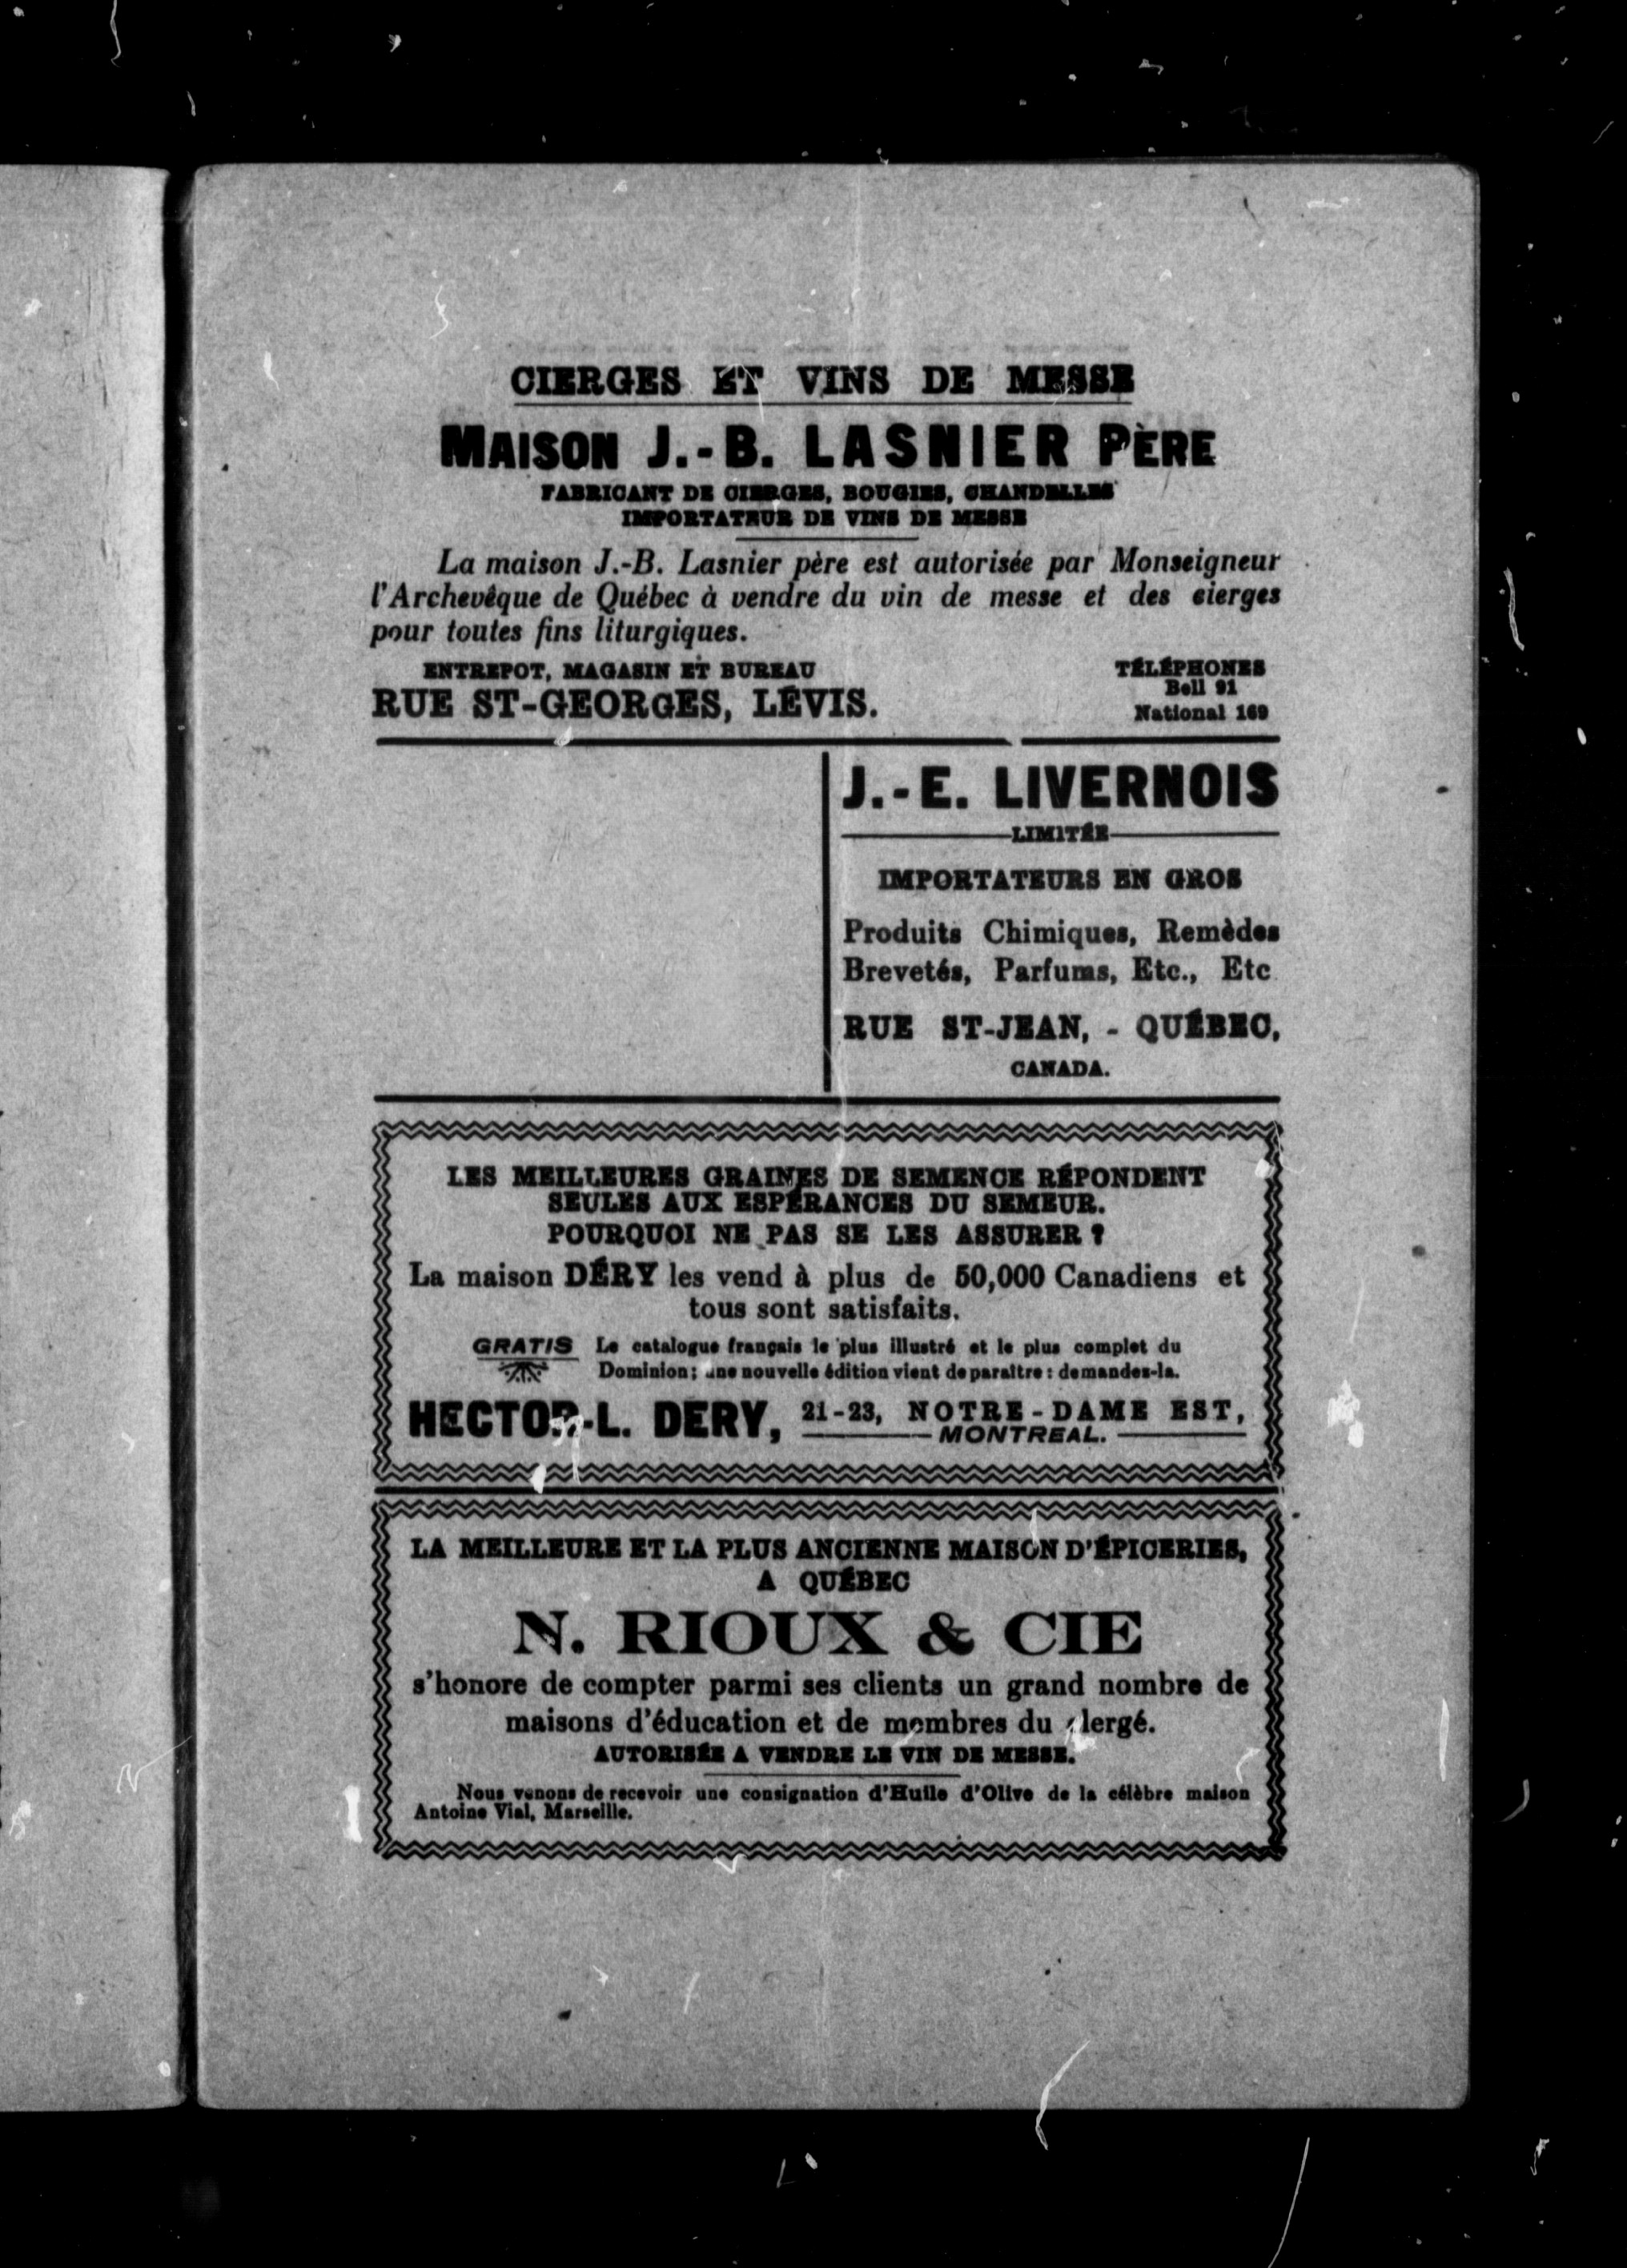 CIERGES ET VINS DE MESSE
MAISON J.-B. LASNIER PÈRE
FABRICANT DE CIERGES, BOUGIES, CHANDELLES
IMPORTATEUR DE VINS DE MESSE
La maison J.-B. Lasnier père est autorisée par Monseigneur
l'Archevêque de Québec à vendre du vin de messe et des cierges
pour toutes fins liturgiques.
ENTREPOT, MAGASIN ET BUREAU
RUE ST-GEORGES, LÉVIS.
TÉLÉPHONES
Bell 91
National 169
J.-E. LIVERNOIS
LIMITÉE
IMPORTATEURS EN GROS
Produits Chimiques, Remèdes
Brevetés, Parfums, Etc., Etc
RUE ST-JEAN, - QUÉBEC,
CANADA.
LES MEILLEURES GRAINES DE SEMENCE RÉPONDENT
SEULES AUX ESPÉRANCES DU SEMEUR.
POURQUOI NE PAS SE LES ASSURER ?
La maison DÉRY les vend à plus de 50,000 Canadiens et
tous sont satisfaits.
GRATIS Le catalogue français le plus illustré et le plus complet du
Dominion; une nouvelle édition vient de paraître : demandez-la.
HECTOR-L. DERY, 21-23, NOTRE-DAME EST,
MONTREAL.
LA MEILLEURE ET LA PLUS ANCIENNE MAISON D'ÉPICERIES,
A QUÉBEC
N. RIOUX & CIE
s'honore de compter parmi ses clients un grand nombre de
maisons d'éducation et de membres du clergé.
AUTORISÉE A VENDRE LE VIN DE MESSE.
Nous venons de recevoir une consignation d'Huile d'Olive de la célèbre maison
Antoine Vial, Marseille.